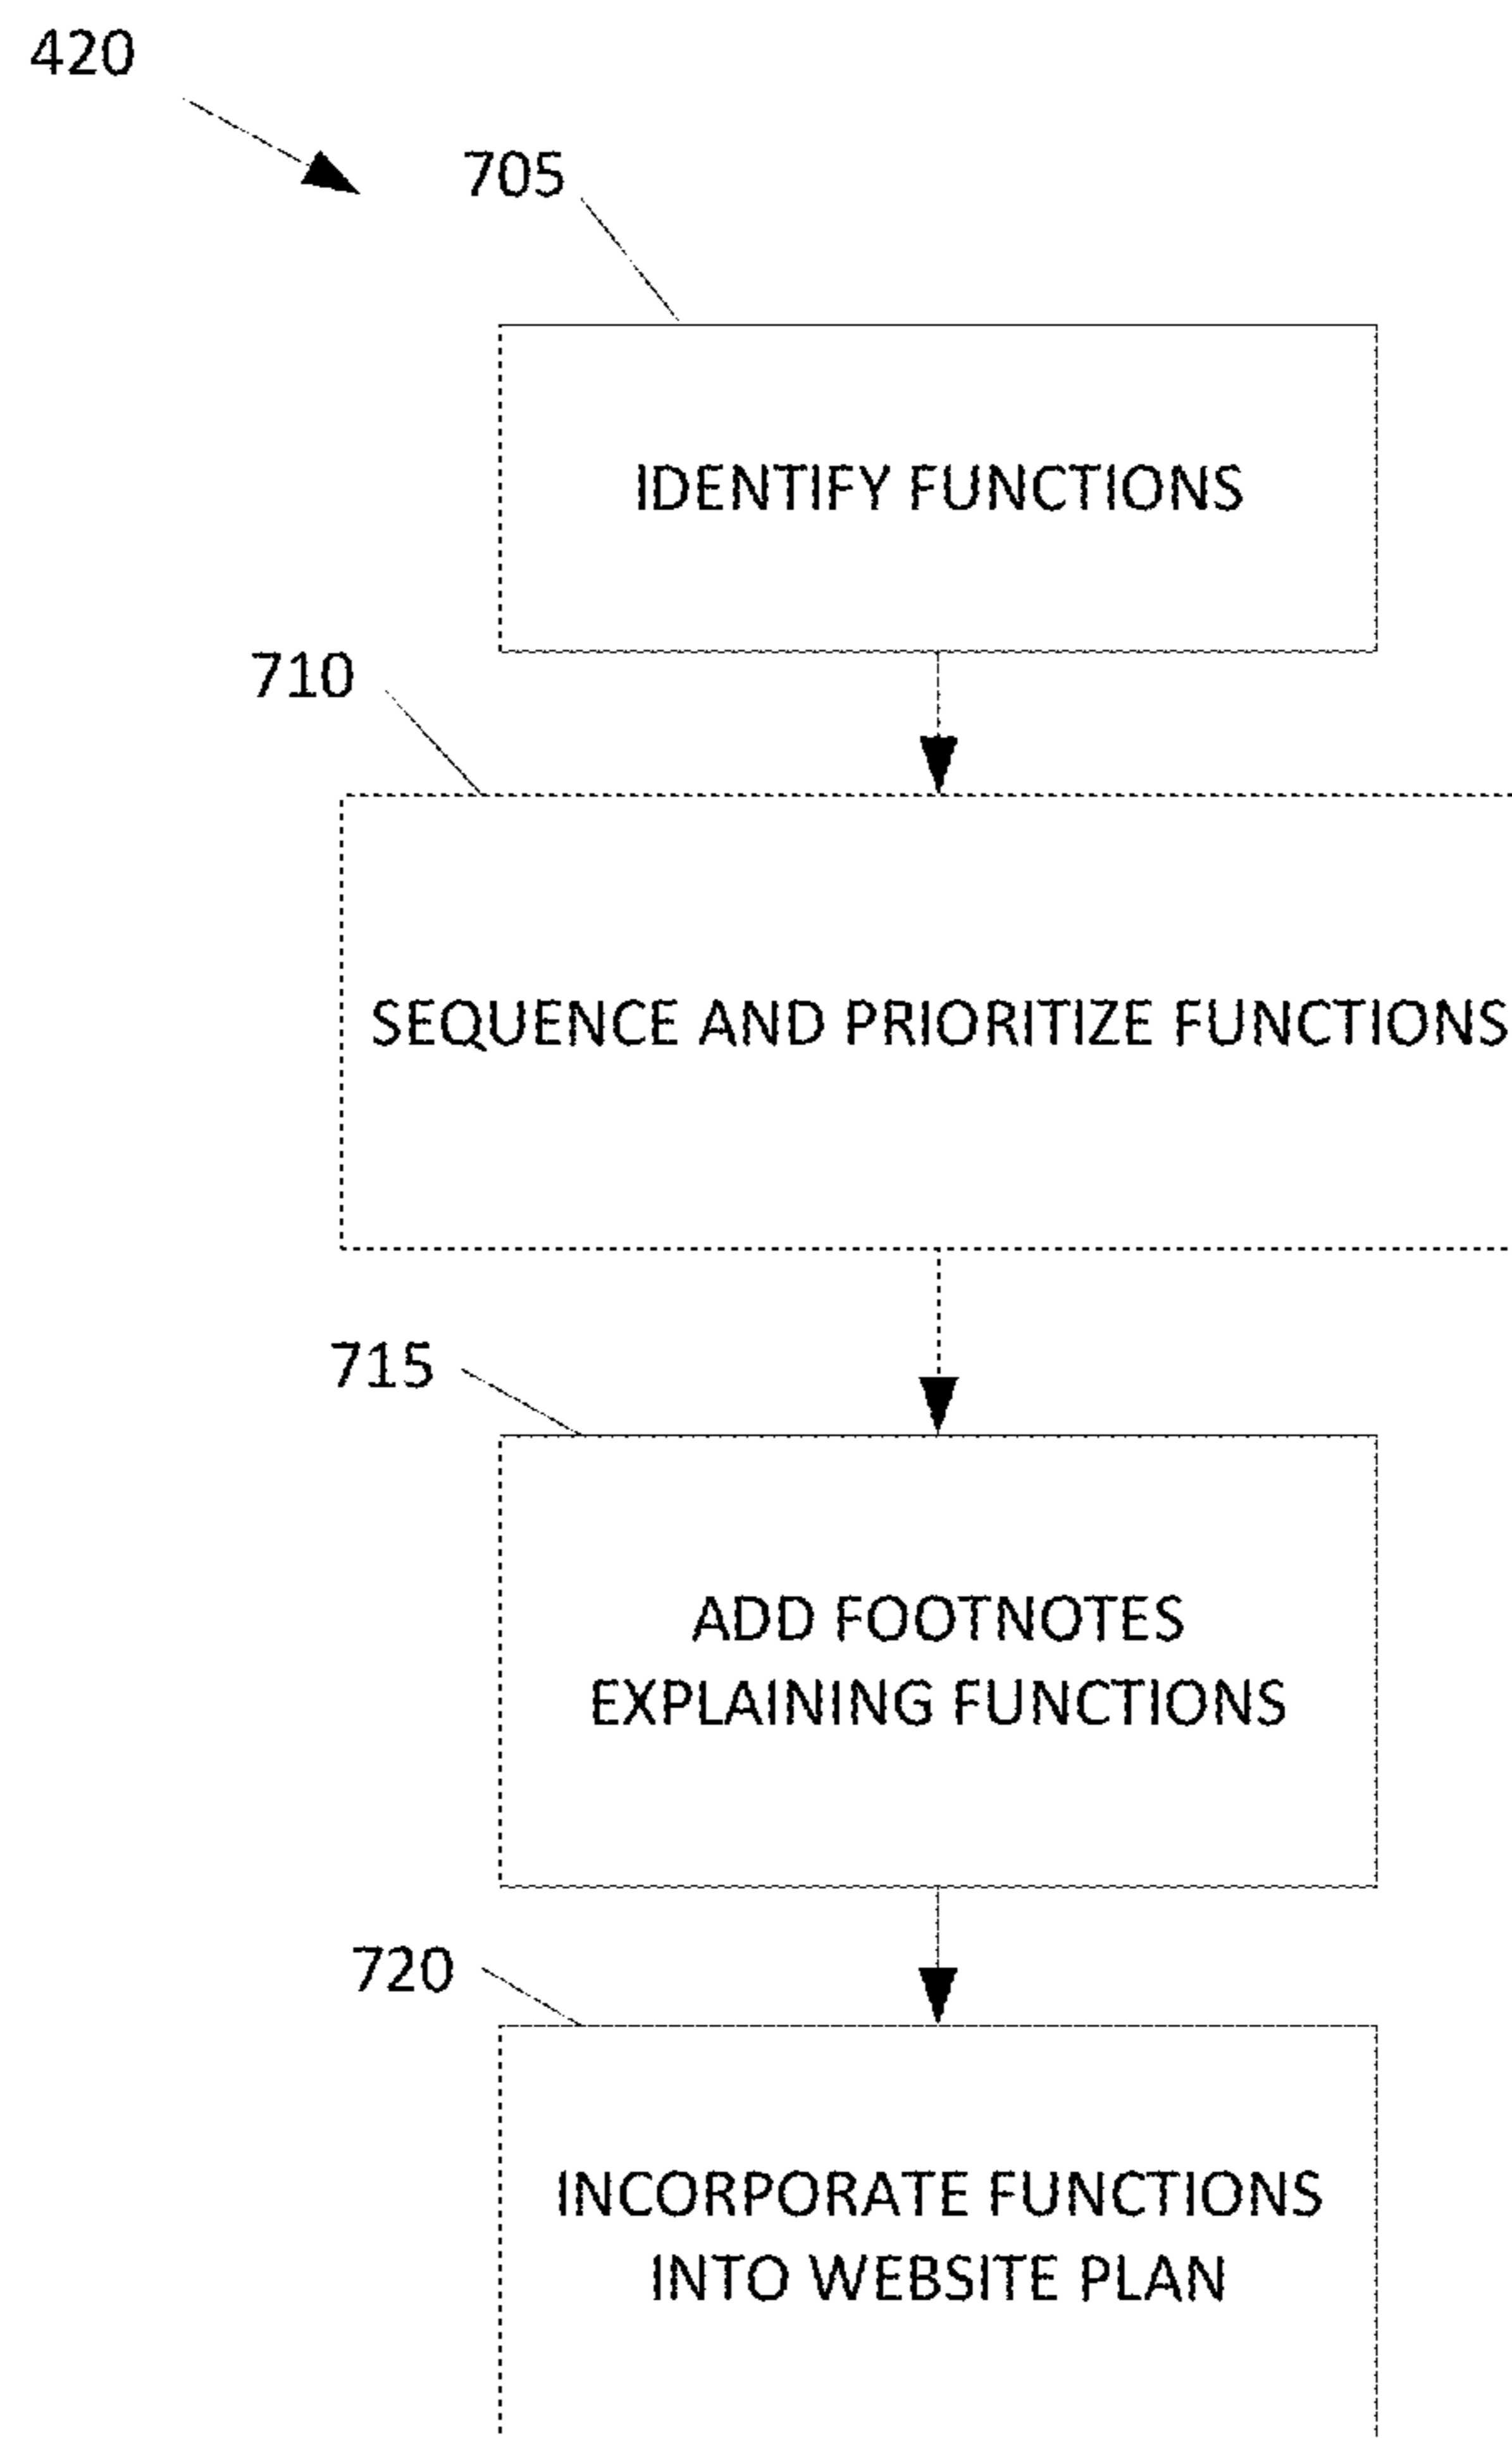 420
705
IDENTIFY FUNCTIONS
710
SEQUENCE AND PRIORITIZE FUNCTIONS
715
ADD FOOTNOTES
EXPLAINING FUNCTIONS
720
INCORPORATE FUNCTIONS
INTO WEBSITE PLAN